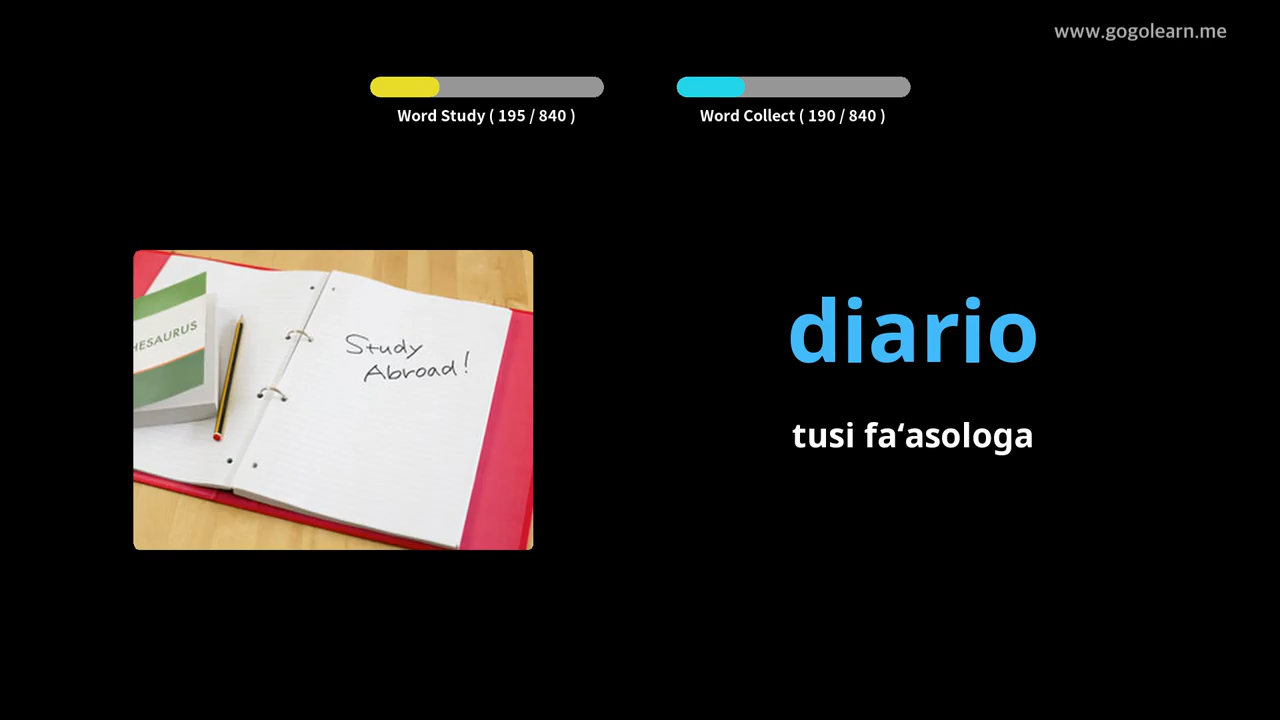 www.gogolearn.me
Word Study ( 195 / 840 )
Word Collect ( 190 / 840 )
HESAURUS
Study
Abroad!
diario
tusi fa‘asologa